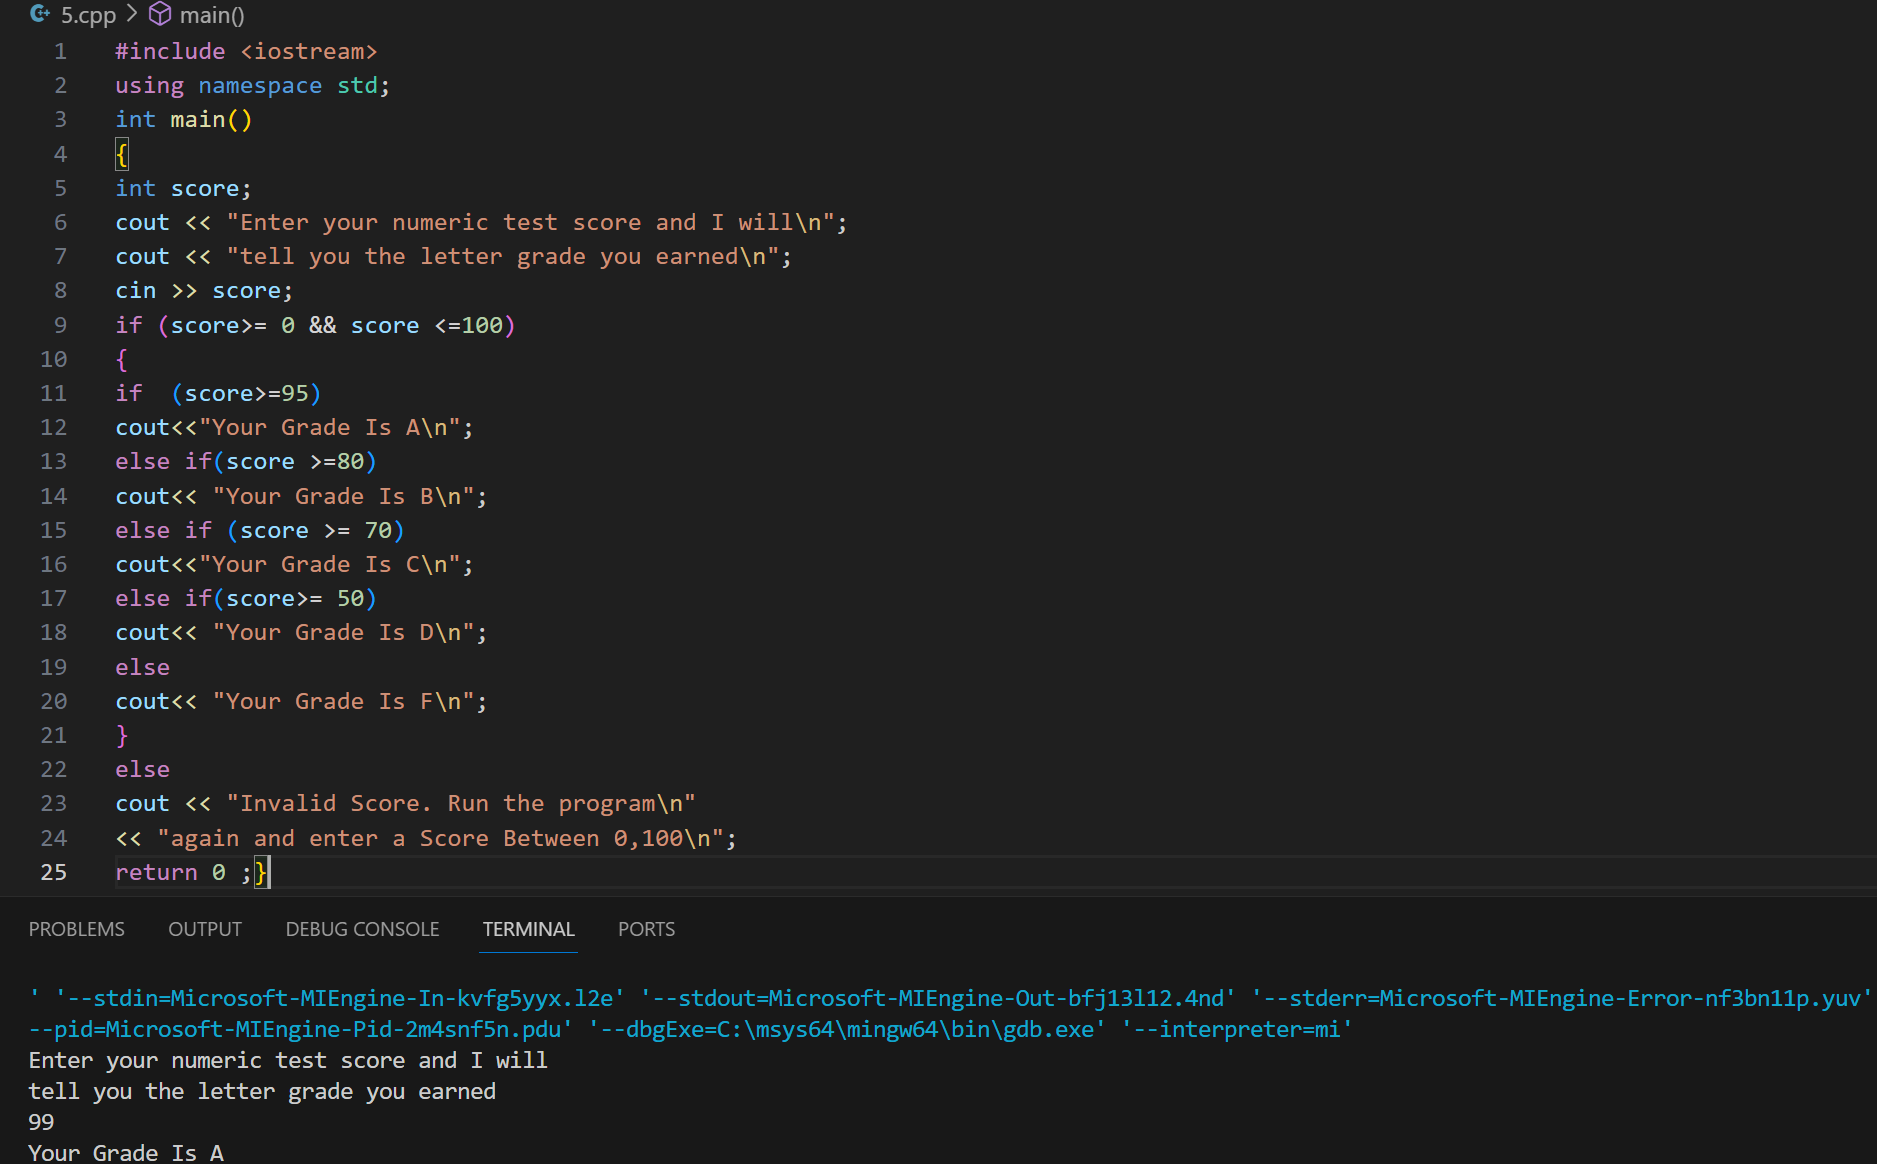 5.cpp > main()
1 #include <iostream>
2 using namespace std;
3 int main()
4 {
5 int score;
6 cout << "Enter your numeric test score and I will\n";
7 cout << "tell you the letter grade you earned\n";
8 cin >> score;
9 if (score>= 0 && score <=100)
10 {
11 if  (score>=95)
12 cout<<"Your Grade Is A\n";
13 else if(score >=80)
14 cout<< "Your Grade Is B\n";
15 else if (score >= 70)
16 cout<<"Your Grade Is C\n";
17 else if(score>= 50)
18 cout<< "Your Grade Is D\n";
19 else
20 cout<< "Your Grade Is F\n";
21 }
22 else
23 cout << "Invalid Score. Run the program\n"
24 << "again and enter a Score Between 0,100\n";
25 return 0 ;}
PROBLEMS OUTPUT DEBUG CONSOLE TERMINAL PORTS
' '--stdin=Microsoft-MIEngine-In-kvfg5yyx.l2e' '--stdout=Microsoft-MIEngine-Out-bfj13l12.4nd' '--stderr=Microsoft-MIEngine-Error-nf3bn11p.yuv'
--pid=Microsoft-MIEngine-Pid-2m4snf5n.pdu' '--dbgExe=C:\msys64\mingw64\bin\gdb.exe' '--interpreter=mi'
Enter your numeric test score and I will
tell you the letter grade you earned
99
Your Grade Is A